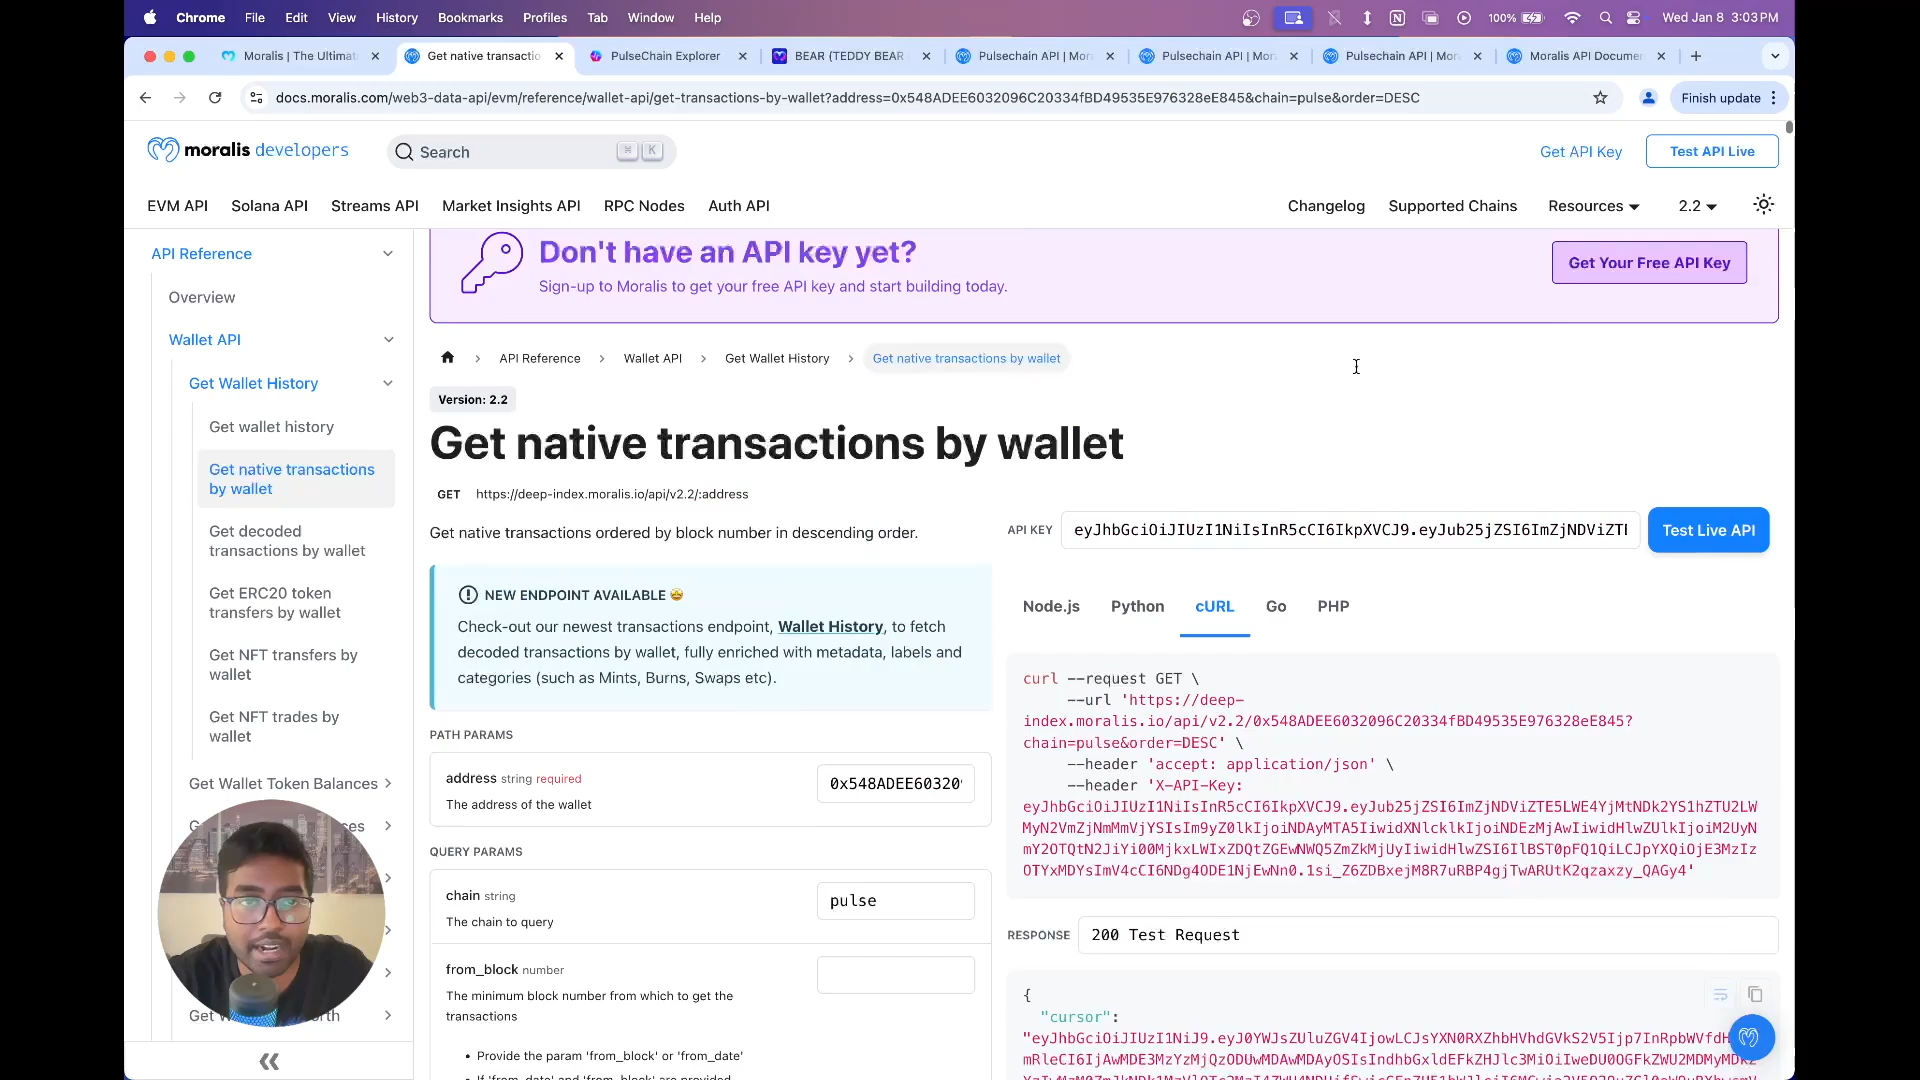 Chrome File Edit View History Bookmarks Profiles Tab Window Help
100% Wed Jan 8 3:03 PM
Moralis | The Ultimat
Get native transactio
PulseChain Explorer
BEAR (TEDDY BEAR
Pulsechain API | Mor
Pulsechain API | Mor
Pulsechain API | Mor
Moralis API Documen
docs.moralis.com/web3-data-api/evm/reference/wallet-api/get-transactions-by-wallet?address=0x548ADEE6032096C20334fBD49535E976328eE845&chain=pulse&order=DESC
Finish update
moralis developers
Search ⌘ K
Get API Key
Test API Live
EVM API Solana API Streams API Market Insights API RPC Nodes Auth API
Changelog Supported Chains Resources 2.2
API Reference
Overview
Wallet API
Get Wallet History
Get wallet history
Get native transactions
by wallet
Get decoded
transactions by wallet
Get ERC20 token
transfers by wallet
Get NFT transfers by
wallet
Get NFT trades by
wallet
Get Wallet Token Balances
Get
Don't have an API key yet?
Sign-up to Moralis to get your free API key and start building today.
Get Your Free API Key
API Reference > Wallet API > Get Wallet History > Get native transactions by wallet
Version: 2.2
Get native transactions by wallet
GET https://deep-index.moralis.io/api/v2.2/:address
Get native transactions ordered by block number in descending order.
NEW ENDPOINT AVAILABLE 🤩
Check-out our newest transactions endpoint, Wallet History, to fetch
decoded transactions by wallet, fully enriched with metadata, labels and
categories (such as Mints, Burns, Swaps etc).
PATH PARAMS
address string required
0x548ADEE60320
The address of the wallet
QUERY PARAMS
chain string
pulse
The chain to query
from_block number
The minimum block number from which to get the
transactions
• Provide the param 'from_block' or 'from_date'
API KEY eyJhbGciOiJIUzI1NiIsInR5cCI6IkpXVCJ9.eyJub25jZSI6ImZjNDViZTE
Test Live API
Node.js Python cURL Go PHP
curl --request GET \
--url 'https://deep-
index.moralis.io/api/v2.2/0x548ADEE6032096C20334fBD49535E976328eE845?
chain=pulse&order=DESC' \
--header 'accept: application/json' \
--header 'X-API-Key:
RESPONSE 200 Test Request
{
"cursor":